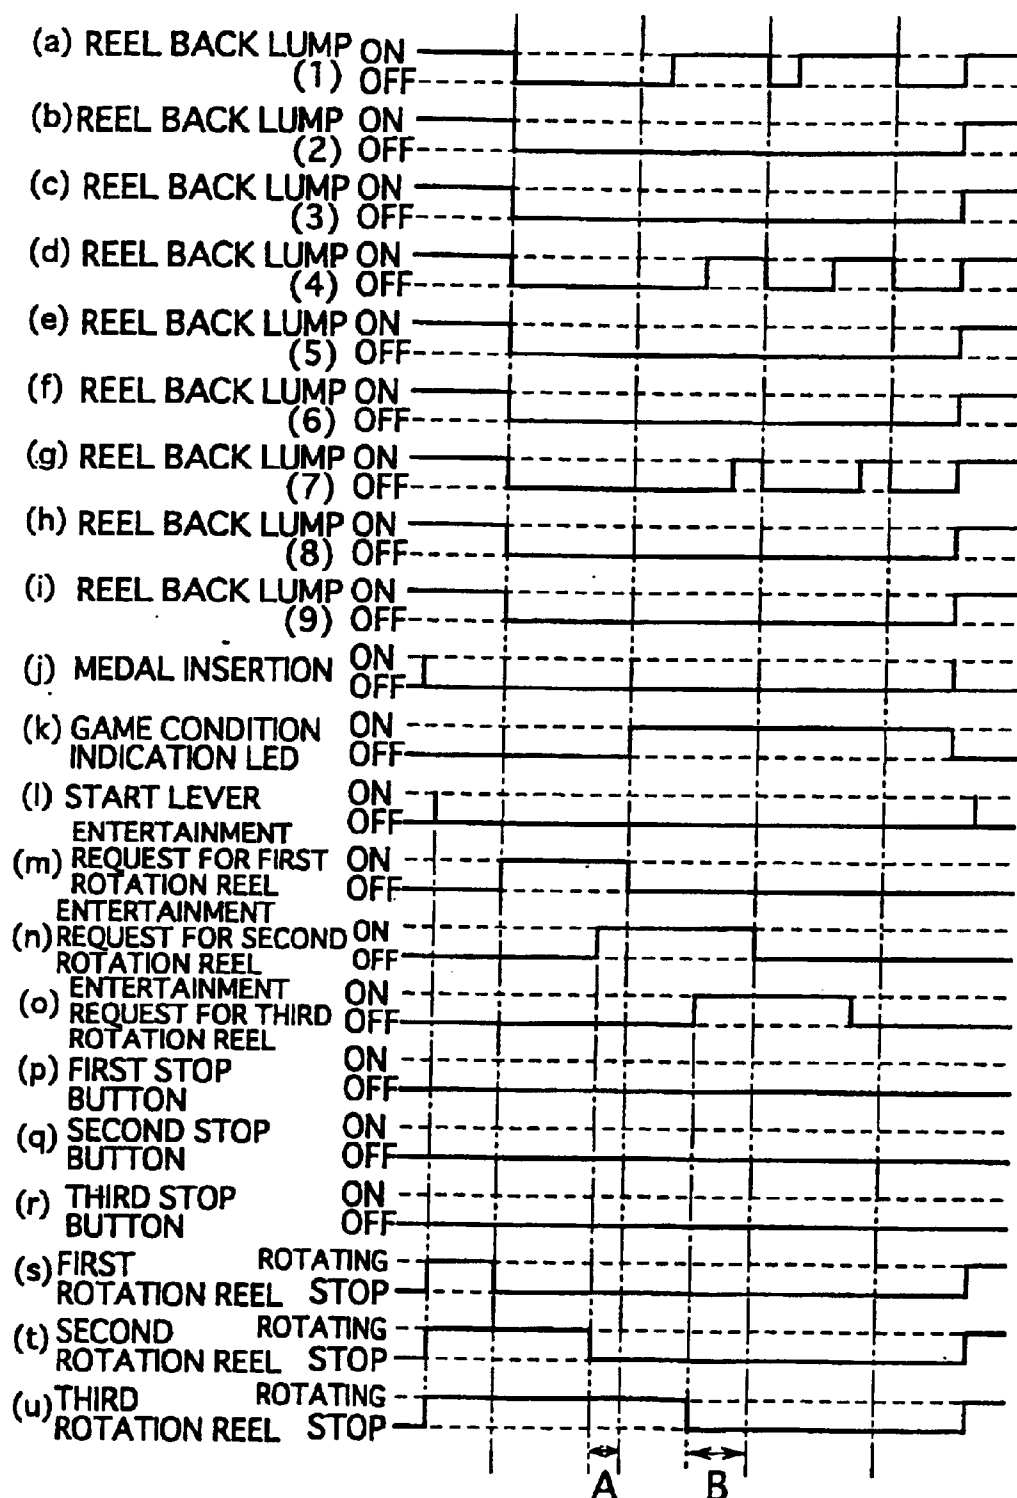 (a) REEL BACK LUMP ON
(1) OFF
(b) REEL BACK LUMP ON
(2) OFF
(c) REEL BACK LUMP ON
(3) OFF
(d) REEL BACK LUMP ON
(4) OFF
(e) REEL BACK LUMP ON
(5) OFF
(f) REEL BACK LUMP ON
(6) OFF
(g) REEL BACK LUMP ON
(7) OFF
(h) REEL BACK LUMP ON
(8) OFF
(i) REEL BACK LUMP ON
(9) OFF
(j) MEDAL INSERTION ON
OFF
(k) GAME CONDITION ON
INDICATION LED OFF
(l) START LEVER ON
OFF
ENTERTAINMENT
(m) REQUEST FOR FIRST ON
ROTATION REEL OFF
ENTERTAINMENT
(n) REQUEST FOR SECOND ON
ROTATION REEL OFF
ENTERTAINMENT ON
(o) REQUEST FOR THIRD OFF
ROTATION REEL
(p) FIRST STOP ON
BUTTON OFF
(q) SECOND STOP ON
BUTTON OFF
(r) THIRD STOP ON
BUTTON OFF
(s) FIRST ROTATING
ROTATION REEL STOP
(t) SECOND ROTATING
ROTATION REEL STOP
(u) THIRD ROTATING
ROTATION REEL STOP
A B